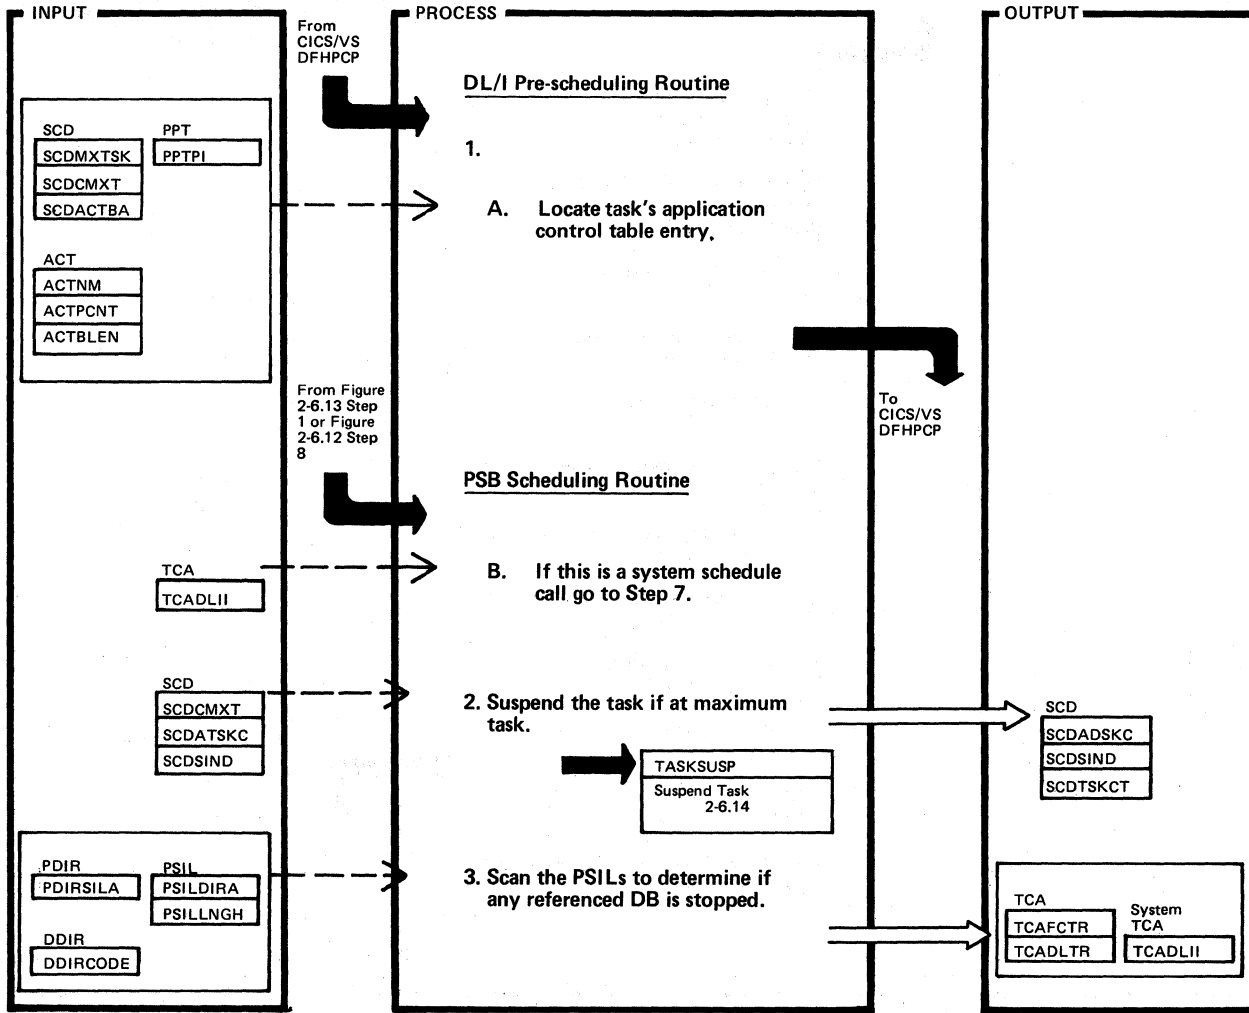 INPUT
PROCESS
OUTPUT
From
CICS/VS
DFHPCP
DL/I Pre-scheduling Routine
SCD
SCDMXTSK
SCDCMXT
SCDACTBA
PPT
PPTPI
1.
A. Locate task's application
control table entry.
ACT
ACTNM
ACTPCNT
ACTBLEN
To
CICS/VS
DFHPCP
From Figure
2-6.13 Step
1 or Figure
2-6.12 Step
8
PSB Scheduling Routine
TCA
TCADLII
B. If this is a system schedule
call go to Step 7.
SCD
SCDCMXT
SCDATSKC
SCDSIND
2. Suspend the task if at maximum
task.
TASKSUSP
Suspend Task
2-6.14
SCD
SCDADSKC
SCDSIND
SCDTSKCT
PDIR
PDIRSILA
PSIL
PSILDIRA
PSILLNGH
DDIR
DDIRCODE
3. Scan the PSILs to determine if
any referenced DB is stopped.
TCA
TCAFCTR
TCADLTR
System
TCA
TCADLII